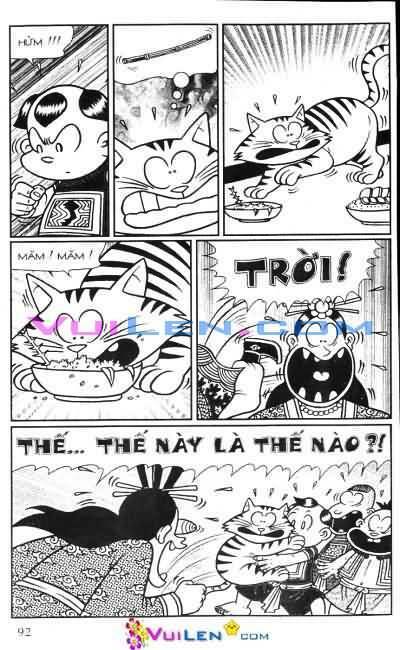 HỪM !!!
MĂM ! MĂM !
TRỜI!
VUILEN.COM
THẾ... THẾ NÀY LÀ THẾ NÀO?!
92
VUILEN.COM